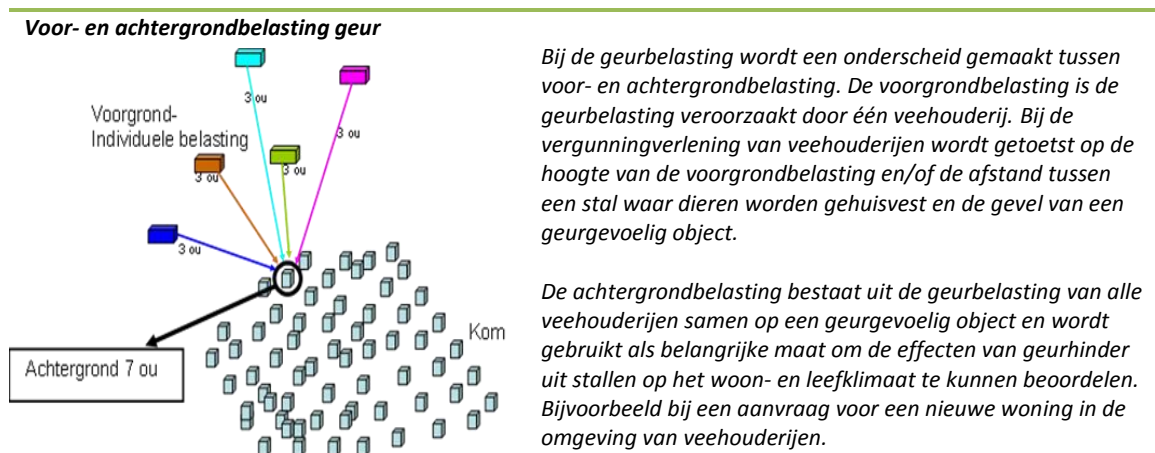 Voor- en achtergrondbelasting geur
3 ou
3 ou
Voorgrond-
Individuele belasting
3 ou
3 ou
3 ou
Kom
Achtergrond 7 ou
Bij de geurbelasting wordt een onderscheid gemaakt tussen
voor- en achtergrondbelasting. De voorgrondbelasting is de
geurbelasting veroorzaakt door één veehouderij. Bij de
vergunningverlening van veehouderijen wordt getoetst op de
hoogte van de voorgrondbelasting en/of de afstand tussen
een stal waar dieren worden gehuisvest en de gevel van een
geurgevoelig object.
De achtergrondbelasting bestaat uit de geurbelasting van alle
veehouderijen samen op een geurgevoelig object en wordt
gebruikt als belangrijke maat om de effecten van geurhinder
uit stallen op het woon- en leefklimaat te kunnen beoordelen.
Bijvoorbeeld bij een aanvraag voor een nieuwe woning in de
omgeving van veehouderijen.